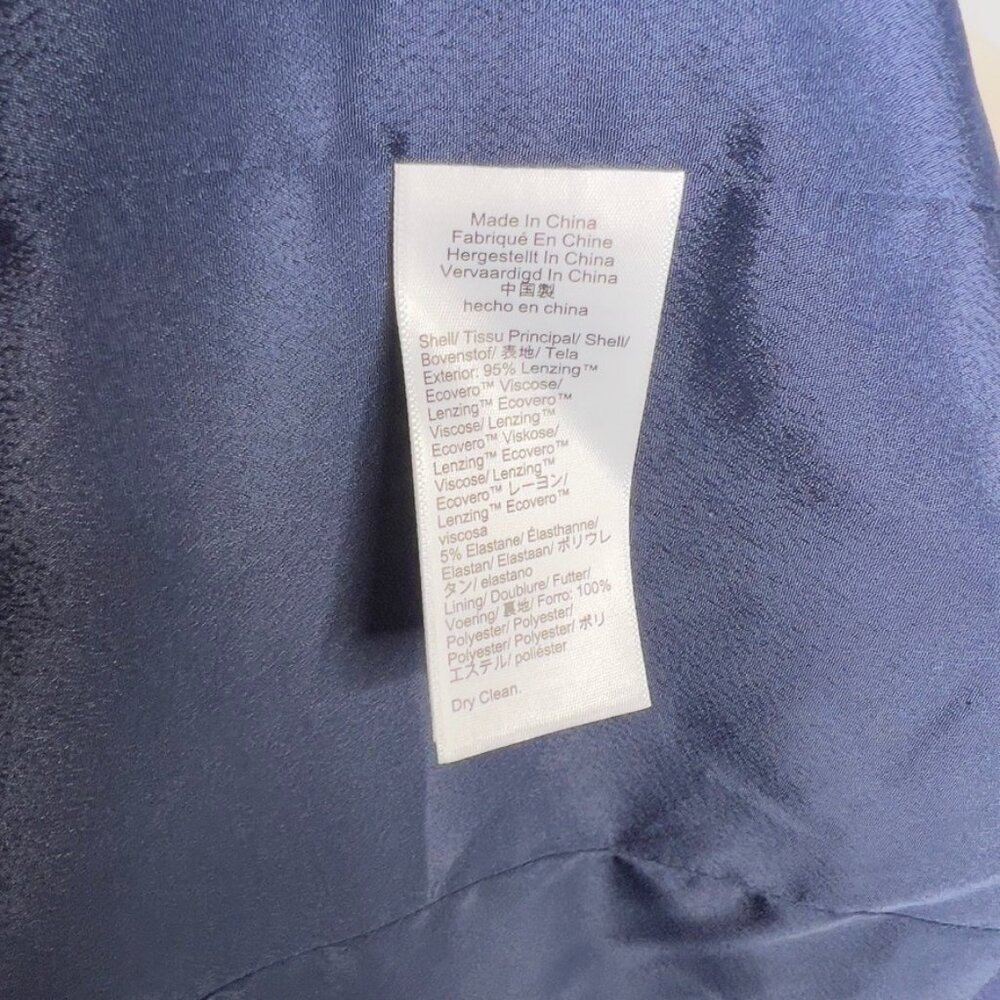 Made In China
Fabriqué En Chine
Hergestellt In China
Vervaardigd In China
中国製
hecho en china
Shell/ Tissu Principal/ Shell/
Bovenstof/ 表地/ Tela
Exterior: 95% Lenzing™
Ecovero™ Viscose/
Lenzing™ Ecovero™
Viscose/ Lenzing™
Ecovero™ Viskose/
Lenzing™ Ecovero™
Viscose/ Lenzing™
Ecovero™ レーヨン/
Lenzing™ Ecovero™
viscosa
5% Elastane/ Élasthanne/
Elastan/ Elastaan/ ポリウレ
タン/ elastano
Lining/ Doublure/ Futter/
Voering/ 裏地/ Forro: 100%
Polyester/ Polyester/
Polyester/ Polyester/ ポリ
エステル/ poliéster
Dry Clean.